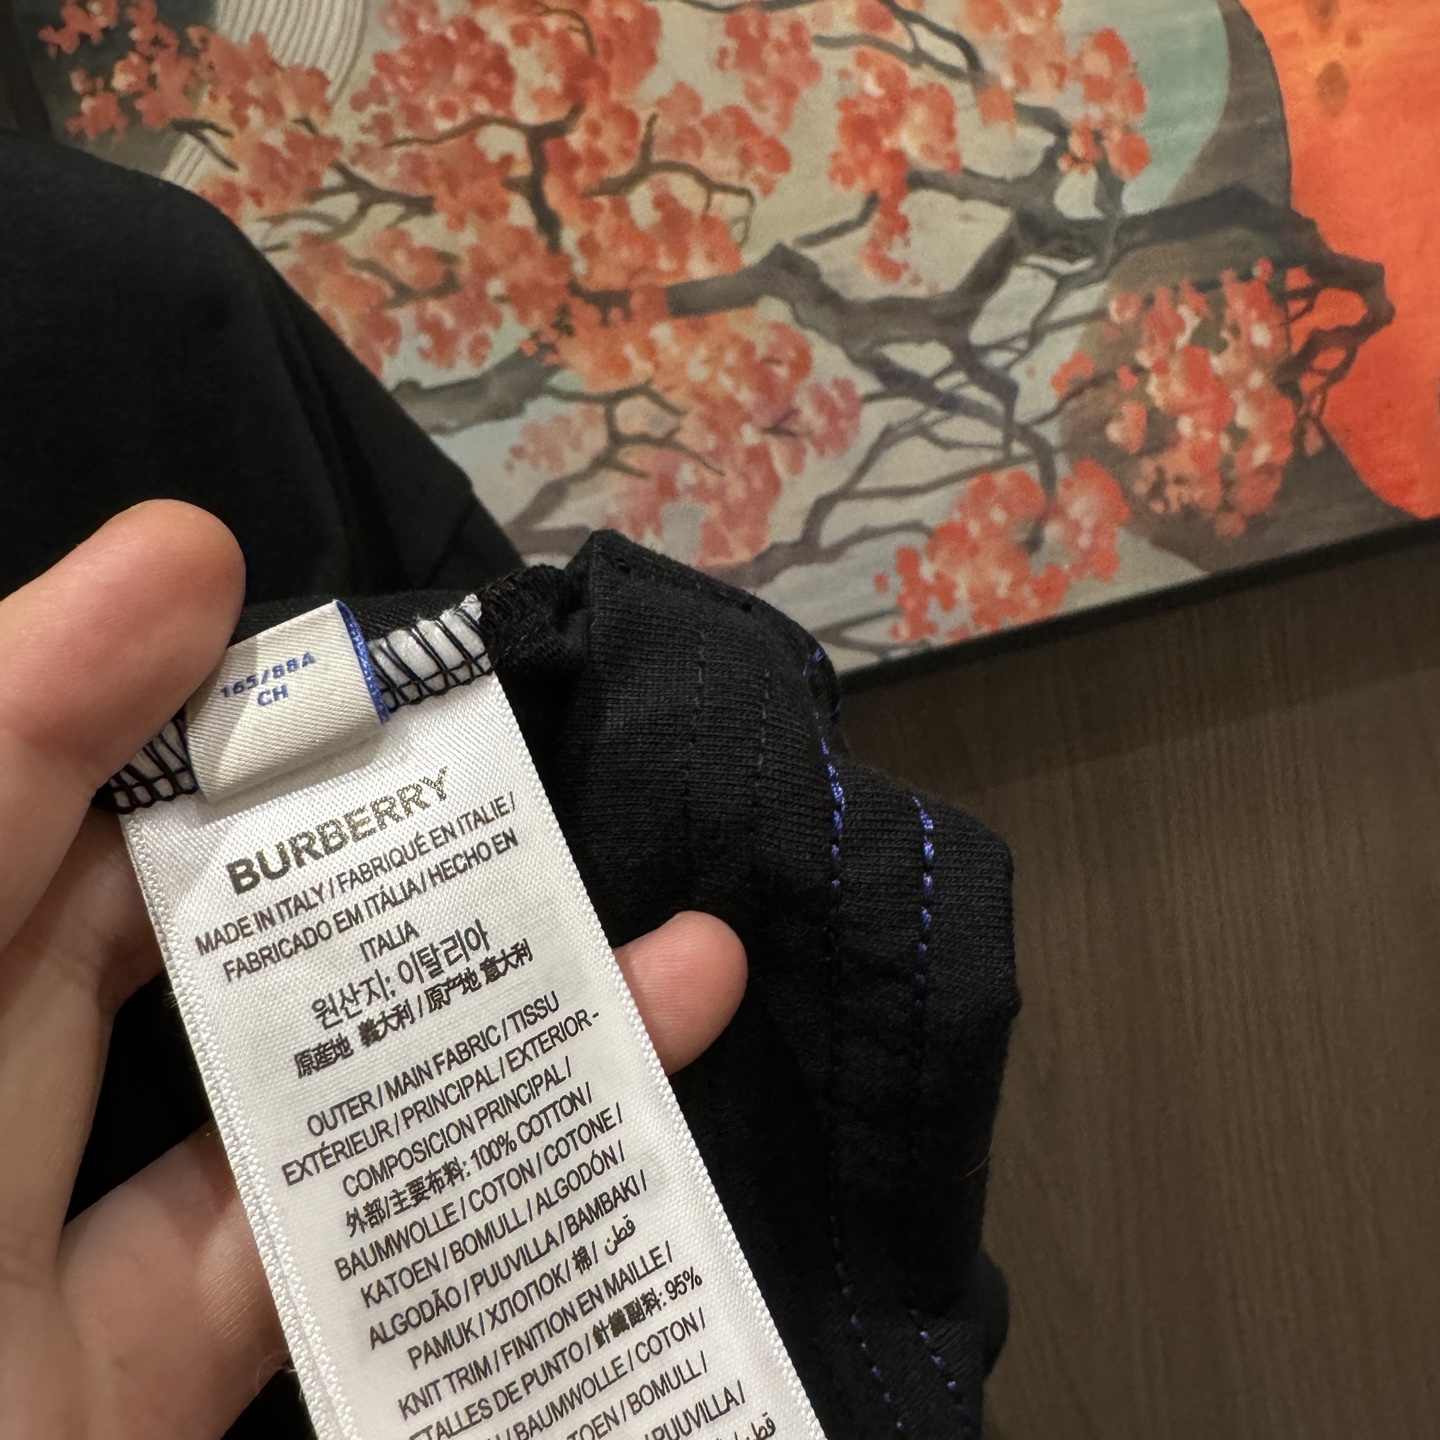 165/88A
CH
BURBERRY
MADE IN ITALY / FABRIQUÉ EN ITALIE /
FABRICADO EM ITÁLIA / HECHO EN
ITALIA
원산지; 이탈리아
原産地 義大利 / 原产地 意大利
OUTER / MAIN FABRIC / TISSU
EXTÉRIEUR / PRINCIPAL / EXTERIOR-
COMPOSICION PRINCIPAL /
外部/主要布料: 100% COTTON /
BAUMWOLLE / COTON / COTONE /
KATOEN / BOMULL / ALGODÓN /
ALGODÃO / PUUVILLA / BAMBAKI /
PAMUK / ХЛОПОК / 棉 / قطن
KNIT TRIM / FINITION EN MAILLE /
TALLES DE PUNTO / 針織副料: 95%
/ BAUMWOLLE / COTON /
TOEN / BOMULL /
PUUVILLA /
قطن